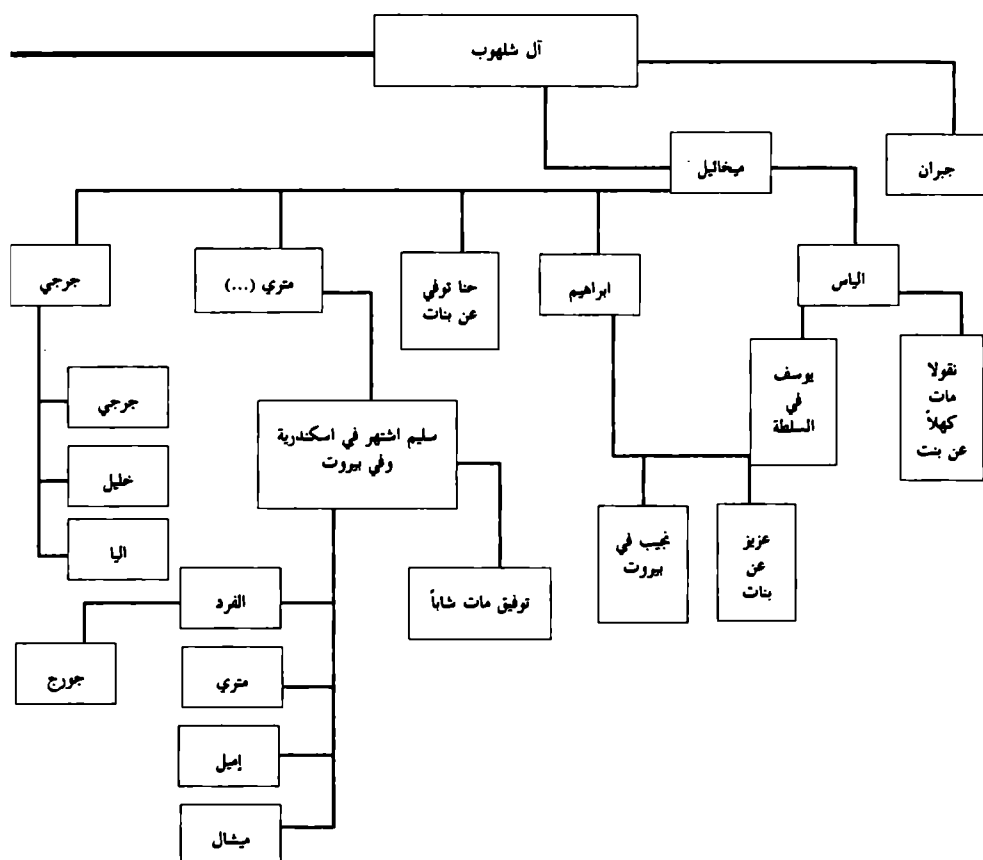 آل شلهوب
جبران
ميخائيل
الياس
ابراهيم
حنا توفي
عن بنات
متري (...)
جرجي
نقولا
مات
كهلاً
عن بنت
يوسف
في
السلطة
جرجي
خليل
اليا
سليم اشتهر في اسكندرية
وفي بيروت
عزيز
عن
بنات
نجيب في
بيروت
توفيق مات شاباً
الفرد
جورج
متري
إميل
ميشال